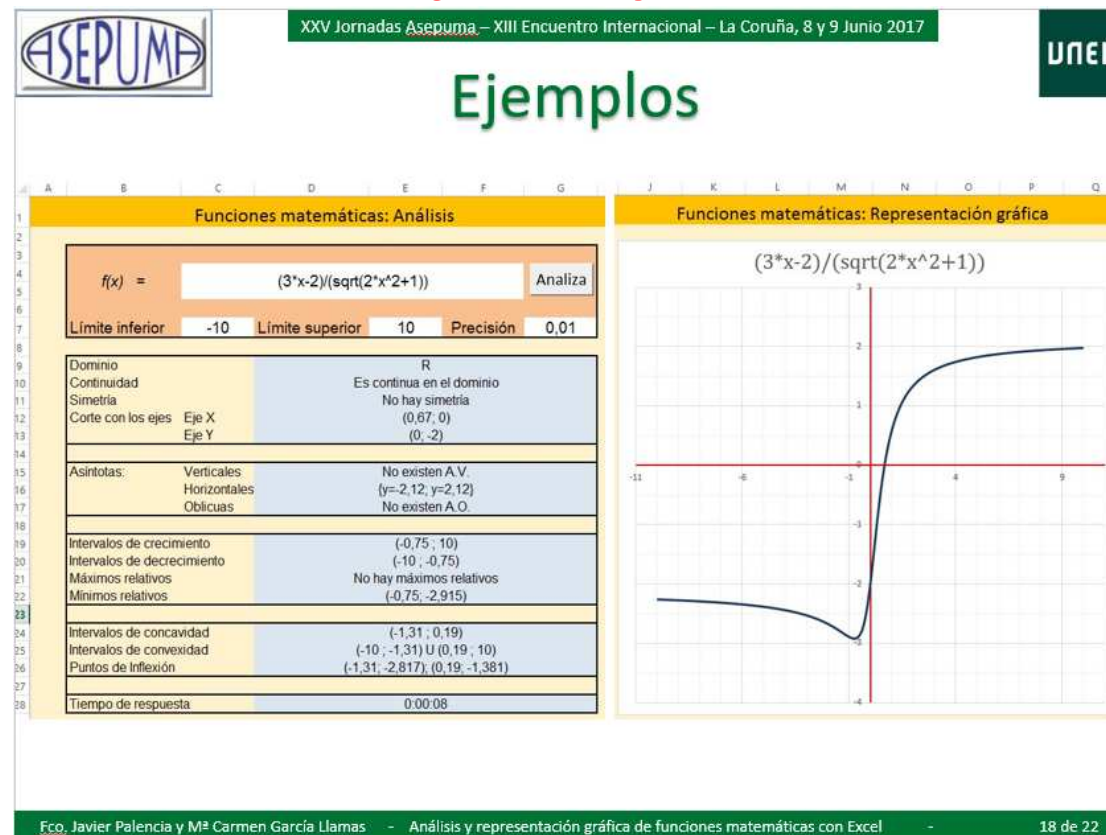 XXV Jornadas Asepuma – XIII Encuentro Internacional – La Coruña, 8 y 9 Junio 2017
ASEPUMA
UNED
Ejemplos
A B C D E F G
J K L M N O P Q
Funciones matemáticas: Análisis
Funciones matemáticas: Representación gráfica
f(x) = (3*x-2)/(sqrt(2*x^2+1)) Analiza
Límite inferior -10 Límite superior 10 Precisión 0,01
Dominio R
Continuidad Es continua en el dominio
Simetría No hay simetría
Corte con los ejes Eje X (0,67; 0)
Eje Y (0; -2)
Asíntotas: Verticales No existen A.V.
Horizontales {y=-2,12; y=2,12}
Oblicuas No existen A.O.
Intervalos de crecimiento (-0,75 ; 10)
Intervalos de decrecimiento (-10 ; -0,75)
Máximos relativos No hay máximos relativos
Mínimos relativos (-0,75; -2,915)
Intervalos de concavidad (-1,31 ; 0,19)
Intervalos de convexidad (-10 ; -1,31) U (0,19 ; 10)
Puntos de Inflexión (-1,31; -2,817); (0,19; -1,381)
Tiempo de respuesta 0:00:08
(3*x-2)/(sqrt(2*x^2+1))
3
2
1
0
-11 -6 -1 4 9
-1
-2
-3
-4
Fco. Javier Palencia y Mª Carmen García Llamas - Análisis y representación gráfica de funciones matemáticas con Excel - 18 de 22